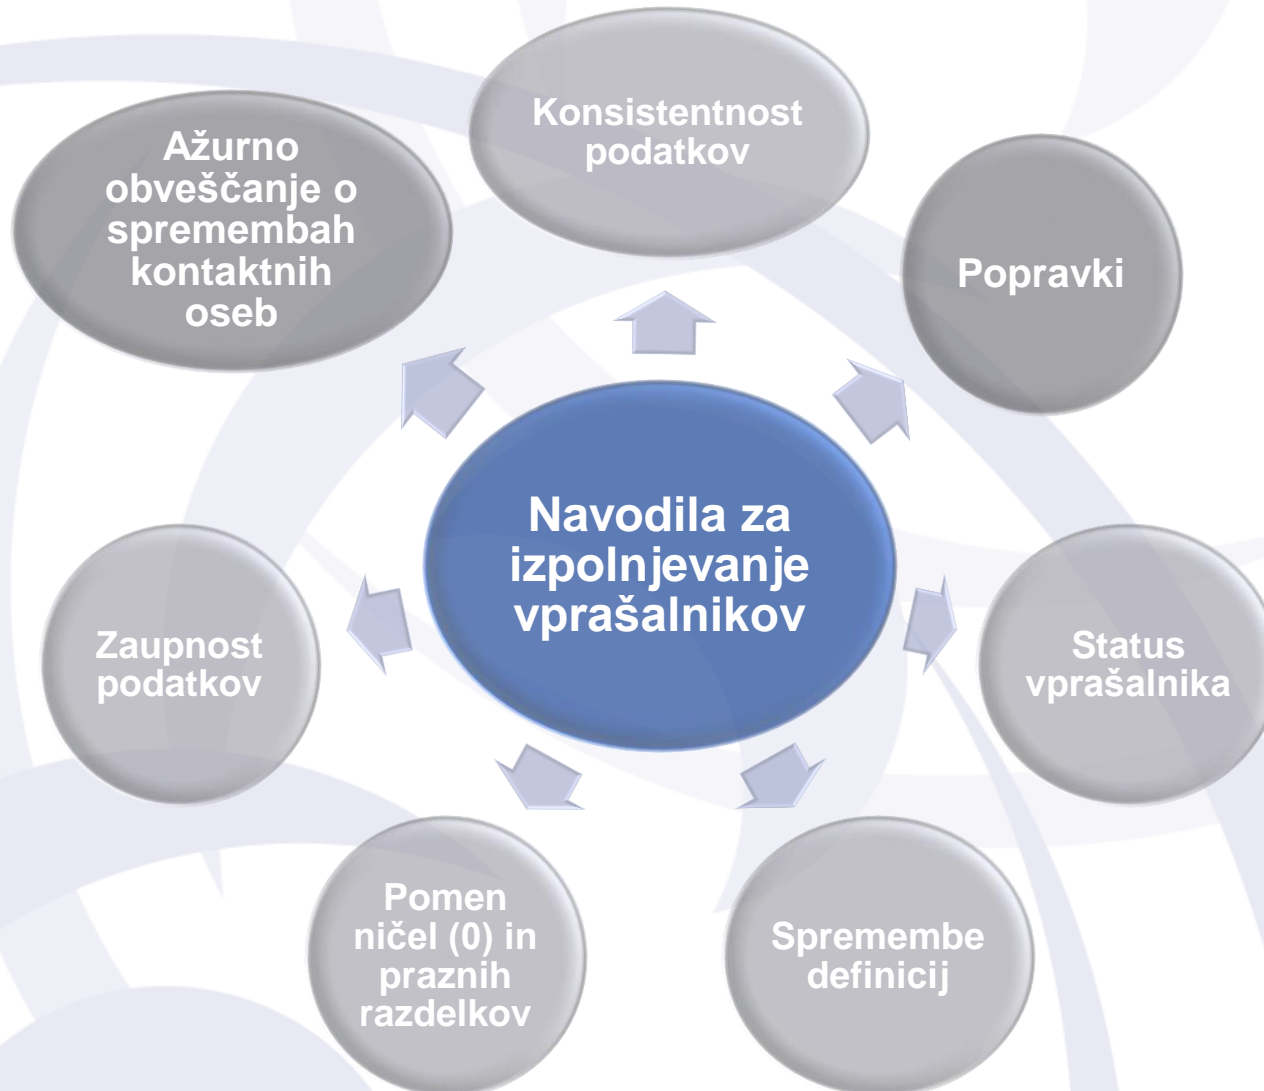 Konsistentnost
podatkov
Ažurno
obveščanje o
spremembah
kontaktnih
oseb
Popravki
Navodila za
izpolnjevanje
vprašalnikov
Zaupnost
podatkov
Status
vprašalnika
Pomen
ničel (0) in
praznih
razdelkov
Spremembe
definicij